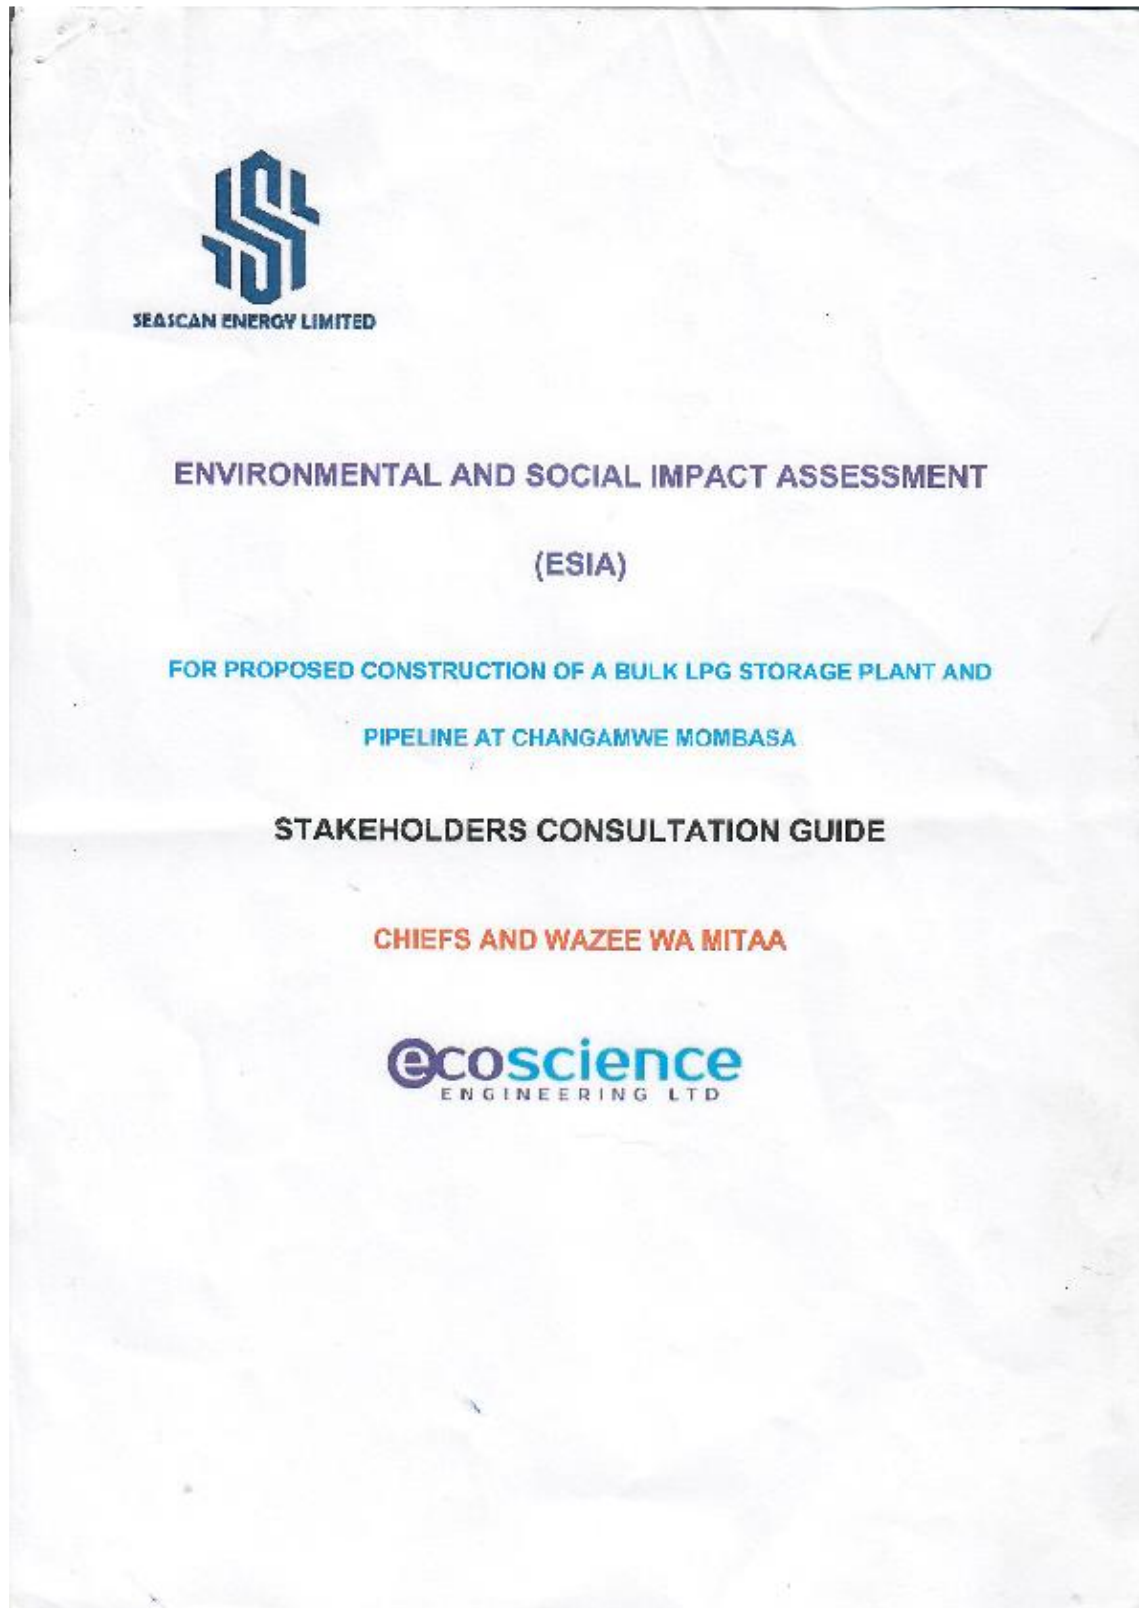 SEASCAN ENERGY LIMITED
ENVIRONMENTAL AND SOCIAL IMPACT ASSESSMENT
(ESIA)
FOR PROPOSED CONSTRUCTION OF A BULK LPG STORAGE PLANT AND
PIPELINE AT CHANGAMWE MOMBASA
STAKEHOLDERS CONSULTATION GUIDE
CHIEFS AND WAZEE WA MITAA
ecoscience
ENGINEERING LTD